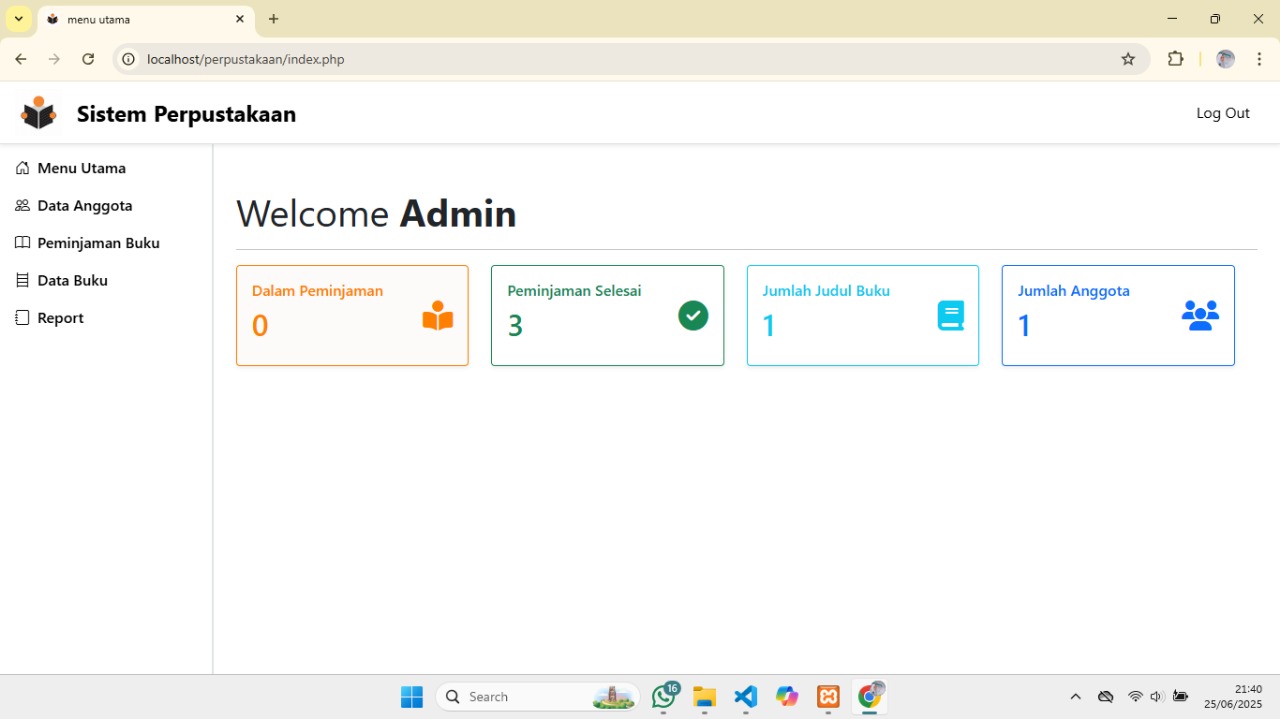 menu utama
localhost/perpustakaan/index.php
Sistem Perpustakaan
Log Out
Menu Utama
Data Anggota
Peminjaman Buku
Data Buku
Report
Welcome Admin
Dalam Peminjaman
0
Peminjaman Selesai
3
Jumlah Judul Buku
1
Jumlah Anggota
1
Search
16
21:40
25/06/2025